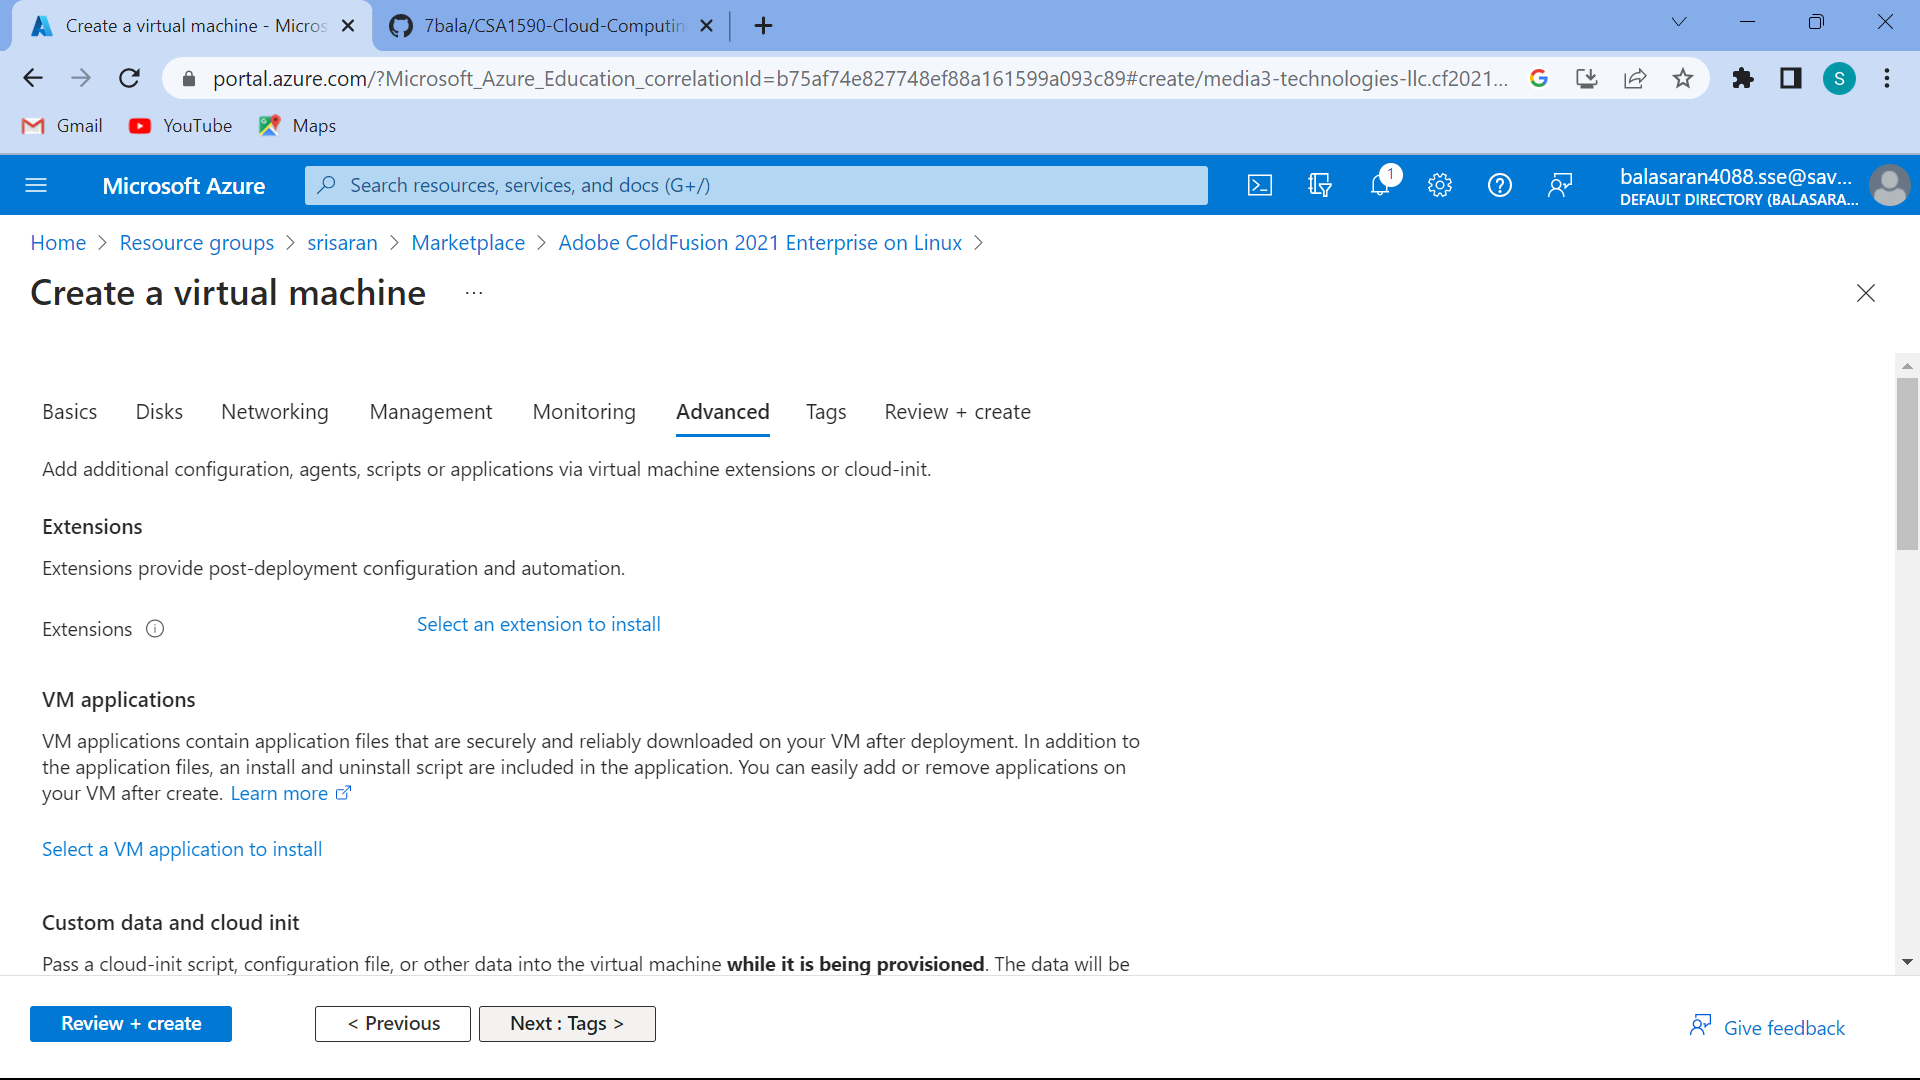 Create a virtual machine - Micros
7bala/CSA1590-Cloud-Computin
portal.azure.com/?Microsoft_Azure_Education_correlationId=b75af74e827748ef88a161599a093c89#create/media3-technologies-llc.cf2021...
S
Gmail
YouTube
Maps
Microsoft Azure
Search resources, services, and docs (G+/)
1
balasaran4088.sse@sav...
DEFAULT DIRECTORY (BALASARA...
Home > Resource groups > srisaran > Marketplace > Adobe ColdFusion 2021 Enterprise on Linux >
Create a virtual machine ...
Basics Disks Networking Management Monitoring Advanced Tags Review + create
Add additional configuration, agents, scripts or applications via virtual machine extensions or cloud-init.
Extensions
Extensions provide post-deployment configuration and automation.
Extensions
Select an extension to install
VM applications
VM applications contain application files that are securely and reliably downloaded on your VM after deployment. In addition to
the application files, an install and uninstall script are included in the application. You can easily add or remove applications on
your VM after create. Learn more
Select a VM application to install
Custom data and cloud init
Pass a cloud-init script, configuration file, or other data into the virtual machine while it is being provisioned. The data will be
Review + create
< Previous
Next : Tags >
Give feedback